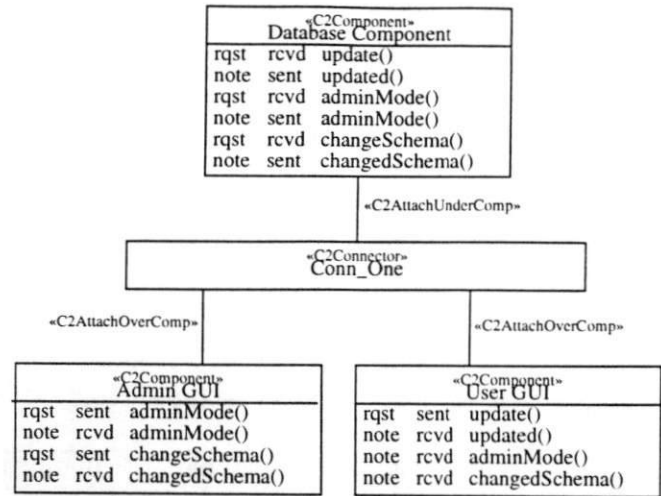 «C2Component»
Database Component
rqst rcvd update()
note sent updated()
rqst rcvd adminMode()
note sent adminMode()
rqst rcvd changeSchema()
note sent changedSchema()
«C2AttachUnderComp»
«C2Connector»
Conn_One
«C2AttachOverComp»
«C2AttachOverComp»
«C2Component»
Admin GUI
rqst sent adminMode()
note rcvd adminMode()
rqst sent changeSchema()
note rcvd changedSchema()
«C2Component»
User GUI
rqst sent update()
note rcvd updated()
note rcvd adminMode()
note rcvd changedSchema()